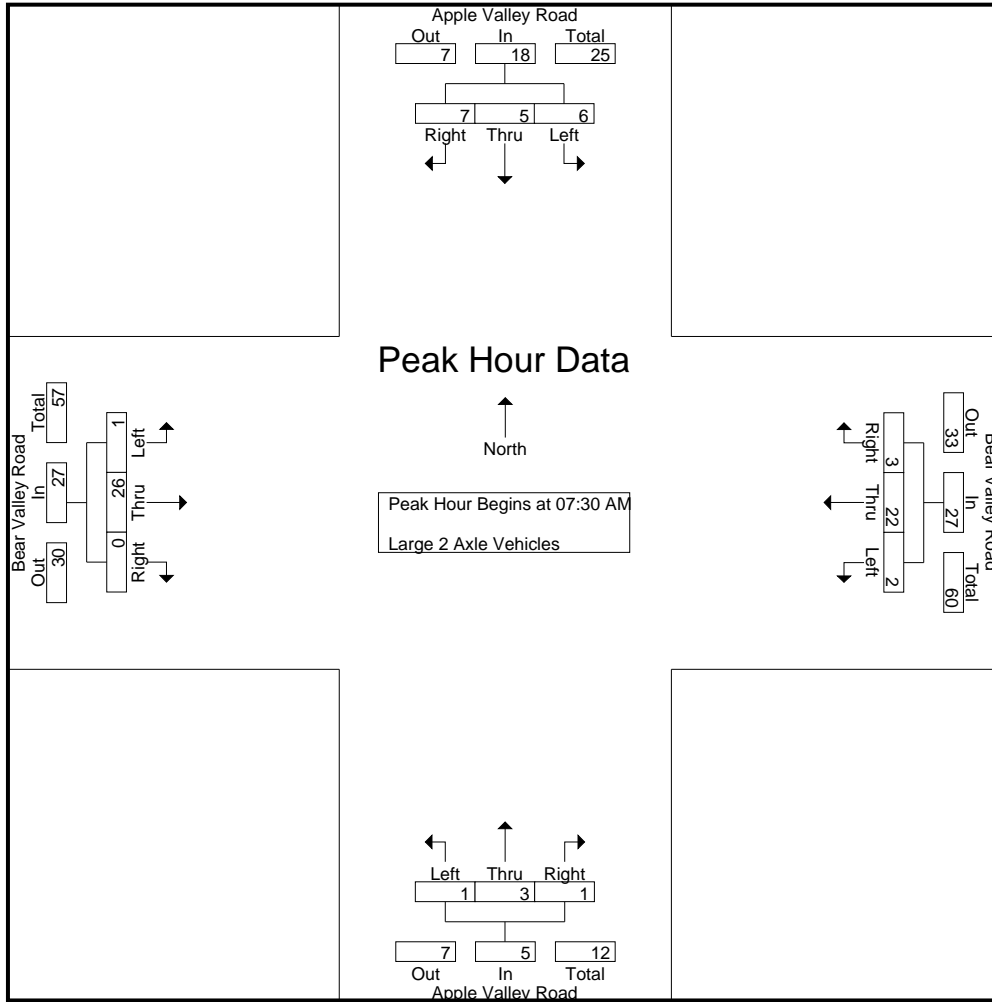 Apple Valley Road
Out In Total
7 18 25
7 5 6
Right Thru Left
Peak Hour Data
North
Peak Hour Begins at 07:30 AM
Large 2 Axle Vehicles
Bear Valley Road
Out In Total
30 27 57
Right Thru Left
0 26 1
Bear Valley Road
Out In Total
33 27 60
Right Thru Left
3 22 2
Left Thru Right
1 3 1
7 5 12
Out In Total
Apple Valley Road